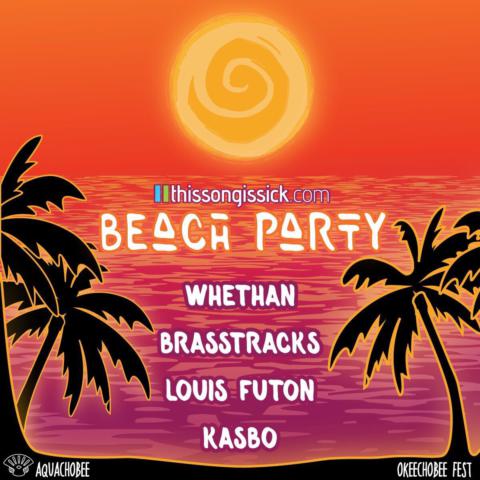 thissongissick.com
BEACH PARTY
WHETHAN
BRASSTRACKS
LOUIS FUTON
KASBO
AQUACHOBEE
OKEECHOBEE FEST